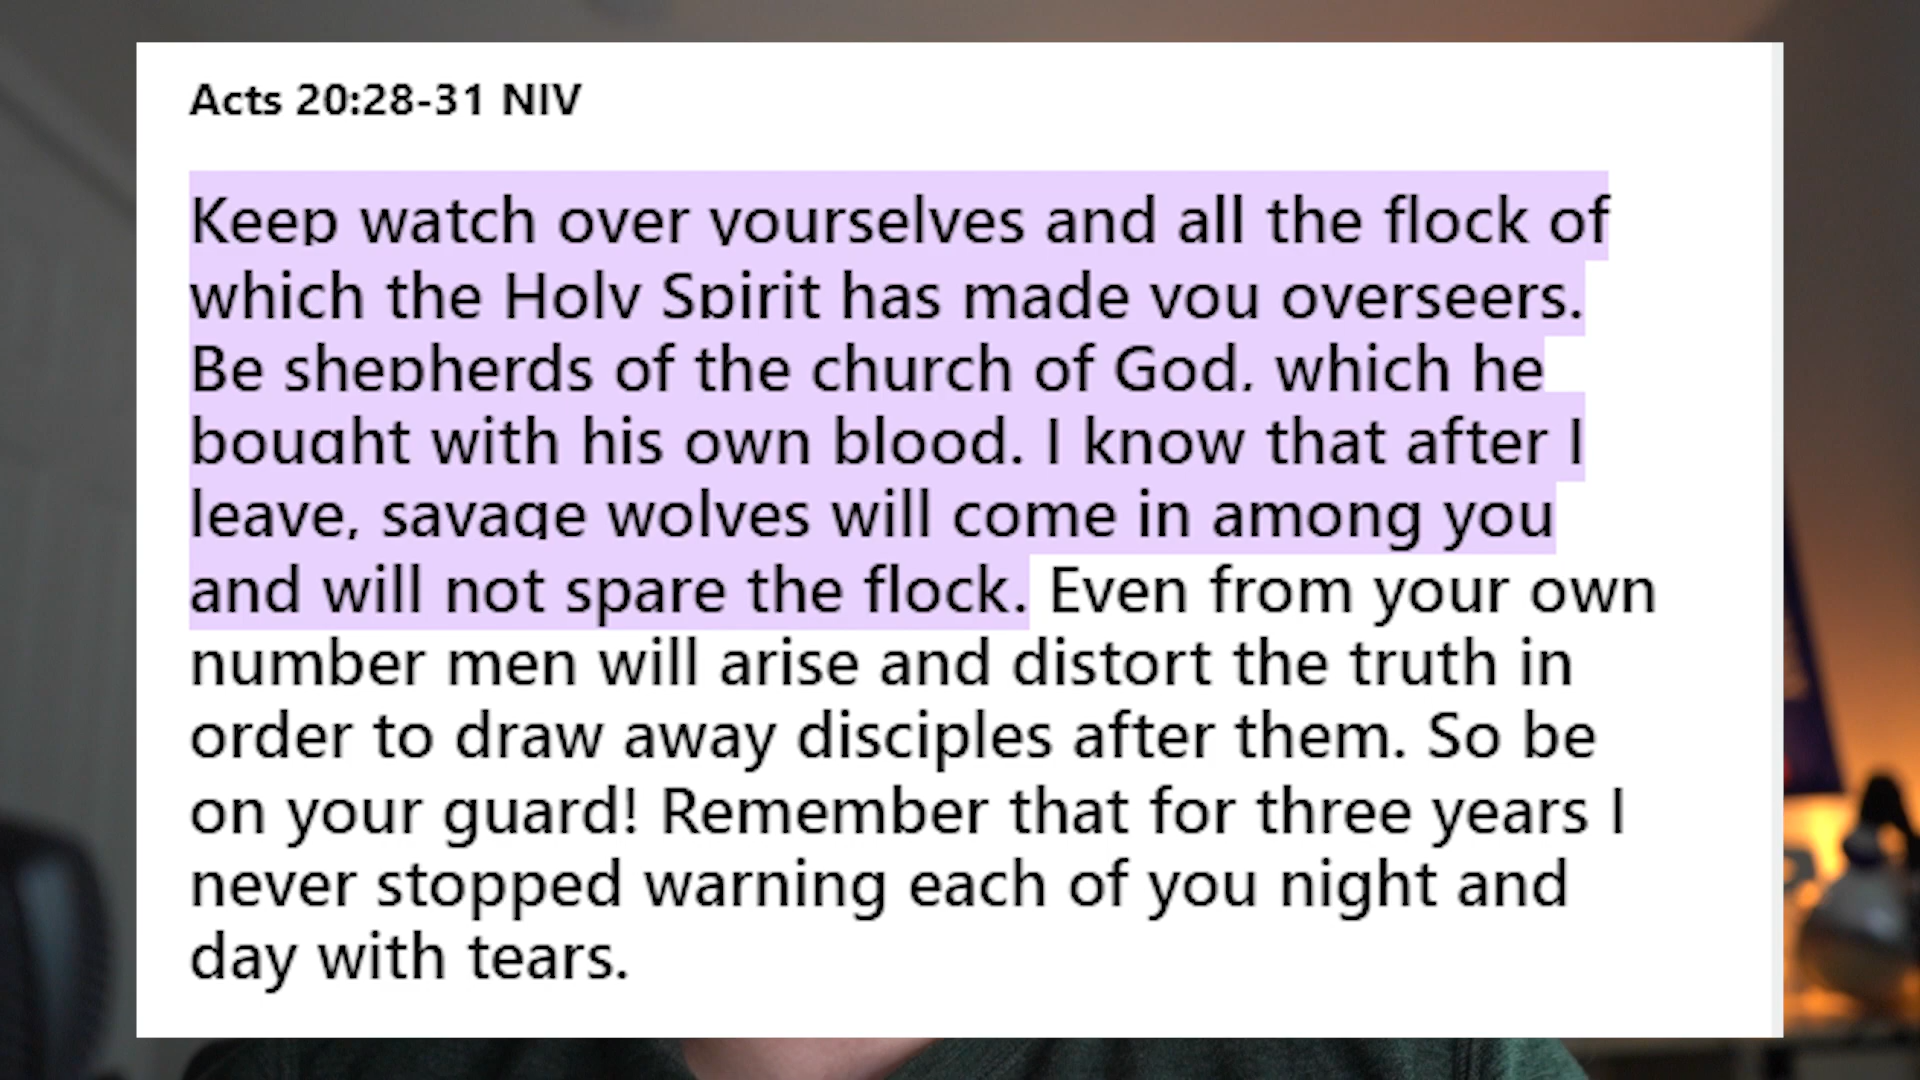 Acts 20:28-31 NIV
Keep watch over yourselves and all the flock of
which the Holy Spirit has made you overseers.
Be shepherds of the church of God, which he
bought with his own blood. I know that after I
leave, savage wolves will come in among you
and will not spare the flock. Even from your own
number men will arise and distort the truth in
order to draw away disciples after them. So be
on your guard! Remember that for three years I
never stopped warning each of you night and
day with tears.